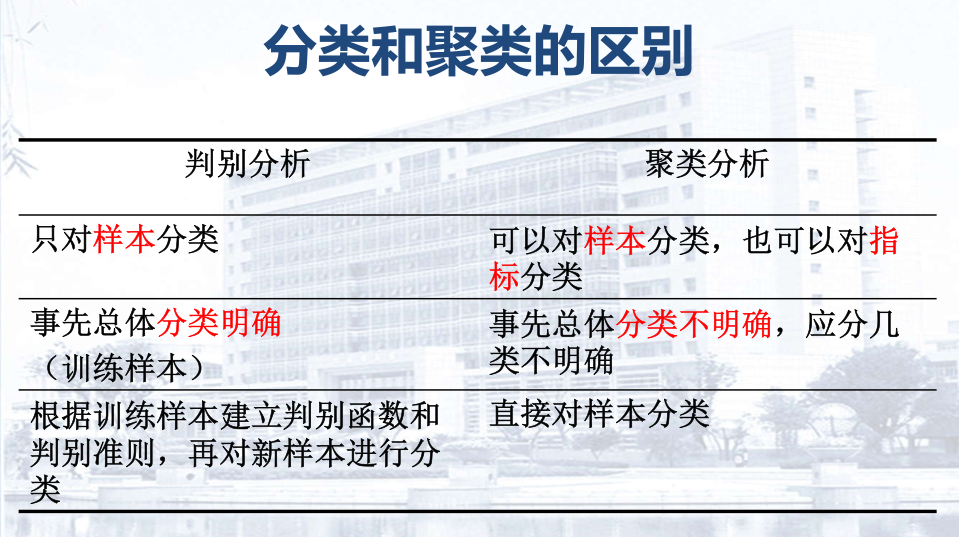 分类和聚类的区别
判别分析
聚类分析
只对样本分类
可以对样本分类，也可以对指
标分类
事先总体分类明确
（训练样本）
事先总体分类不明确，应分几
类不明确
根据训练样本建立判别函数和
判别准则，再对新样本进行分
类
直接对样本分类